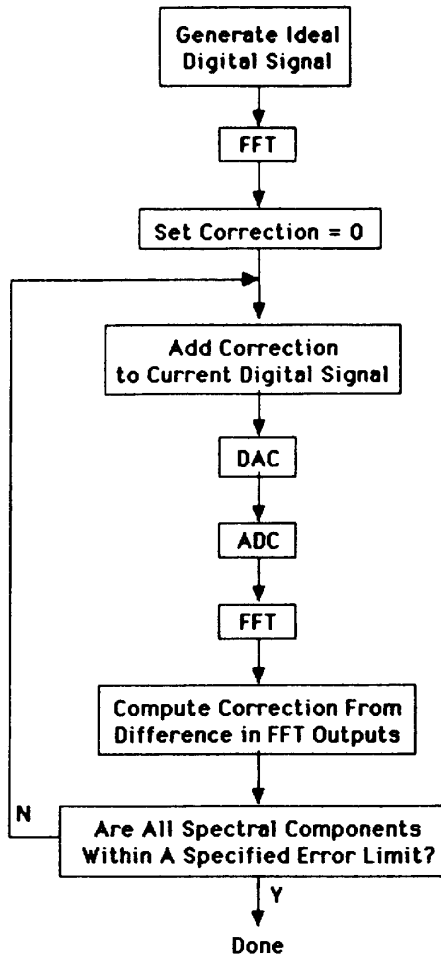 Generate Ideal
Digital Signal
FFT
Set Correction = 0
Add Correction
to Current Digital Signal
DAC
ADC
FFT
Compute Correction From
Difference in FFT Outputs
N
Are All Spectral Components
Within A Specified Error Limit?
Y
Done